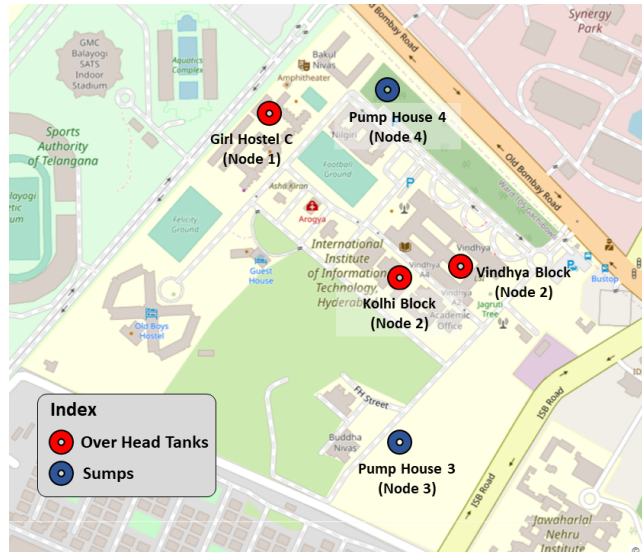 GMC
Balayogi
SATS
Indoor
Stadium
Aquatics
Complex
Bakul
Nivas
Amphitheater
Synergy
Park
Old Bombay Road
Pump House 4
(Node 4)
Girl Hostel C
(Node 1)
Nilgiri
Sports
Authority
of Telangana
Football
Ground
Old Bombay Road
Asha Kiran
P
Arogya
Felicity
Ground
International
Institute
of Information
Technology,
Hyderabad
Guest
House
Vindhya
Vindhya
A4
Vindhya Block
(Node 2)
Bustop
Kolhi Block
(Node 2)
Vindhya
A2
Academic
Office
Jagruti
Tree
Old Boys
Hostel
ISB Road
FH Street
Index
Over Head Tanks
Sumps
Buddha
Nivas
Pump House 3
(Node 3)
ISB Road
Jawaharlal
Nehru
Institute